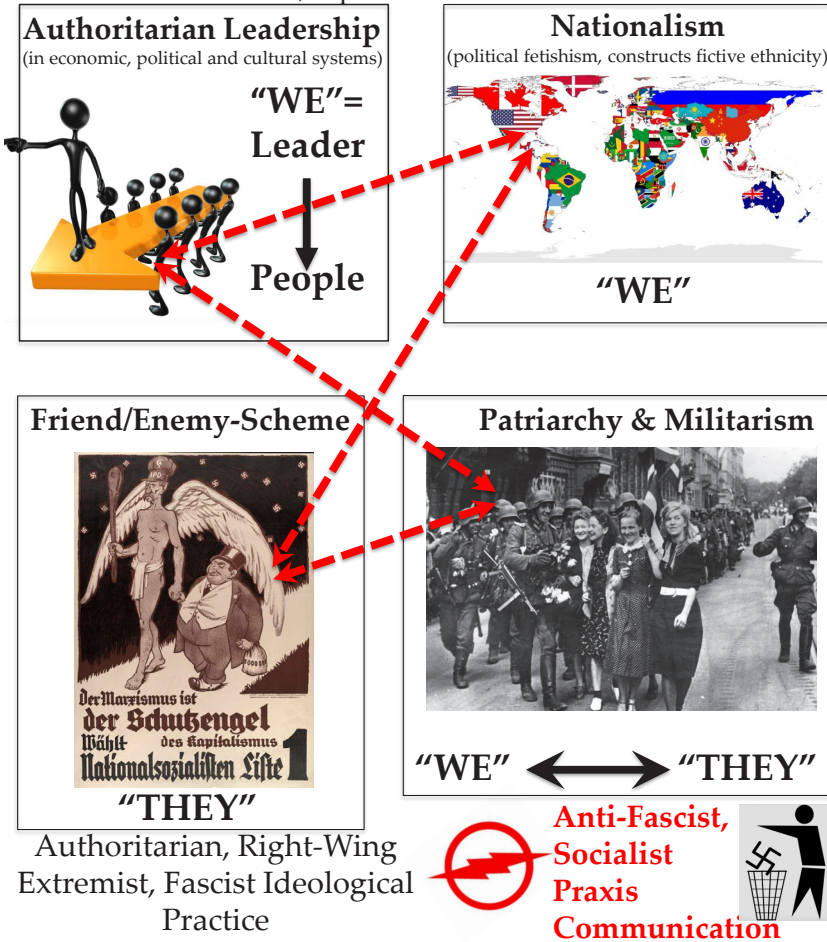 Authoritarian Leadership
(in economic, political and cultural systems)
“WE”=
Leader
People
Nationalism
(political fetishism, constructs fictive ethnicity)
“WE”
Friend/Enemy-Scheme
SPD
1000000
Der Marxismus ist
der Schutzengel
des Kapitalismus
Wählt
Nationalsozialisten Liste 1
“THEY”
Patriarchy & Militarism
“WE”
“THEY”
Authoritarian, Right-Wing
Extremist, Fascist Ideological
Practice
Anti-Fascist,
Socialist
Praxis
Communication